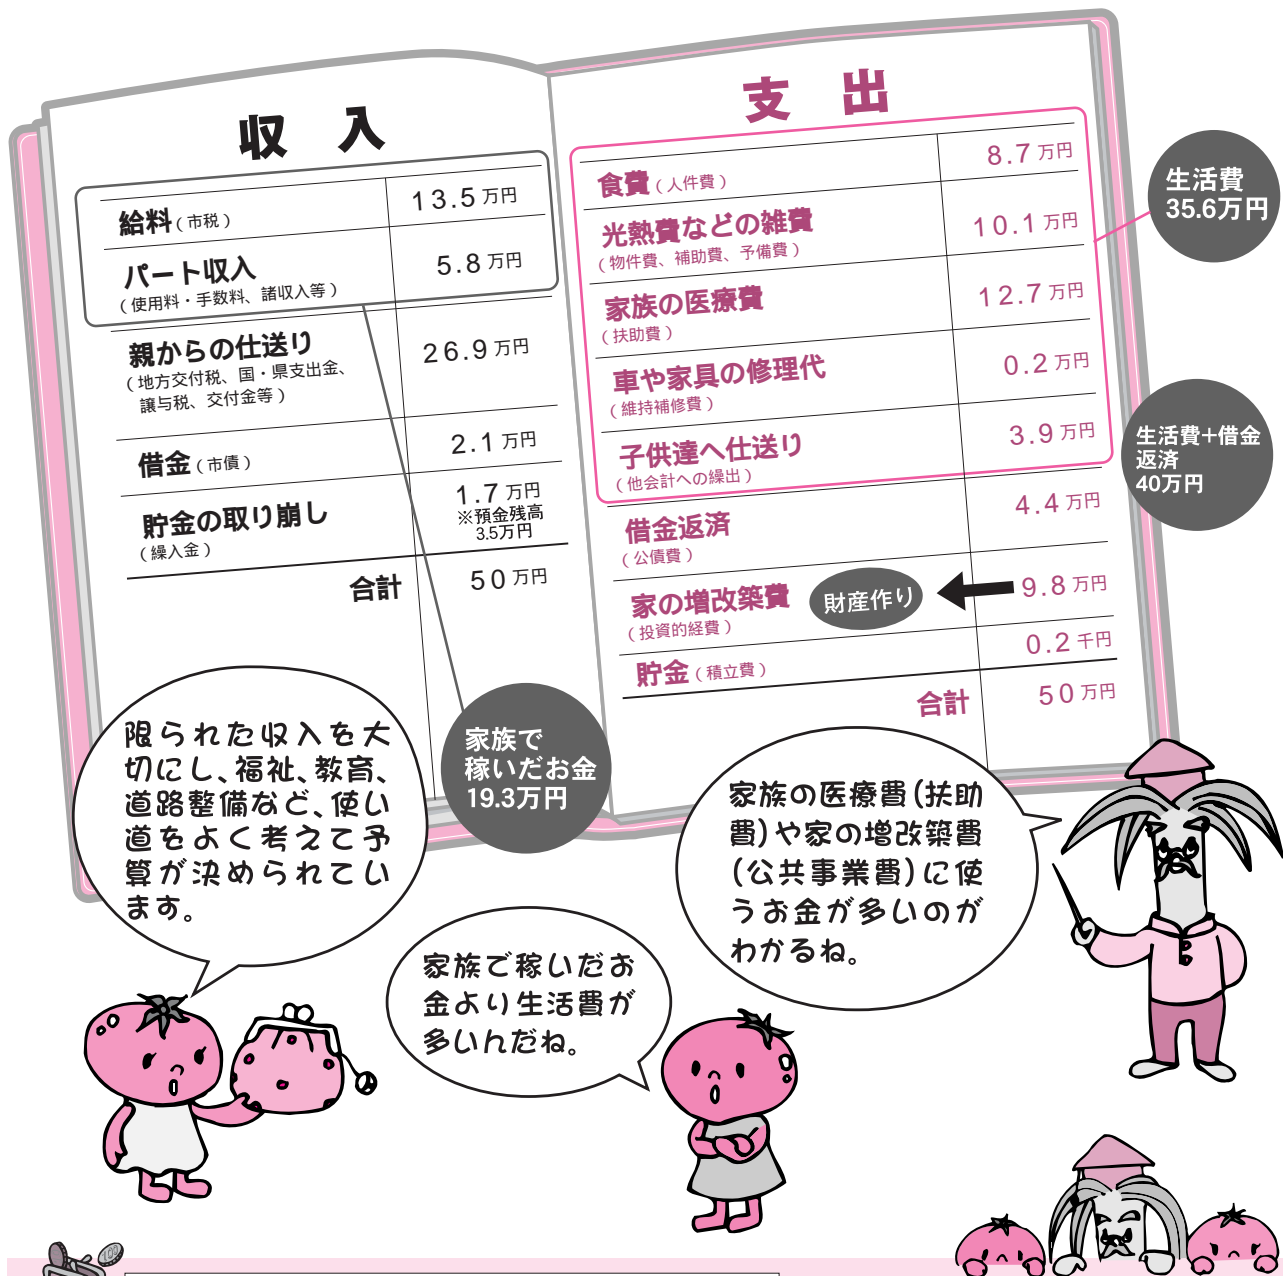 収 入
給料(市税) 13.5万円
パート収入 5.8万円
(使用料・手数料、諸収入等)
親からの仕送り 26.9万円
(地方交付税、国・県支出金、
譲与税、交付金等)
借金(市債) 2.1万円
貯金の取り崩し 1.7万円
(繰入金) ※預金残高
3.5万円
合計 50万円
家族で
稼いだお金
19.3万円
支 出
食費(人件費) 8.7万円
光熱費などの雑費 10.1万円
(物件費、補助費、予備費)
家族の医療費 12.7万円
(扶助費)
車や家具の修理代 0.2万円
(維持補修費)
子供達へ仕送り 3.9万円
(他会計への繰出)
借金返済 4.4万円
(公債費)
家の増改築費 財産作り 9.8万円
(投資的経費)
貯金(積立費) 0.2千円
合計 50万円
生活費
35.6万円
生活費+借金
返済
40万円
限られた収入を大
切にし、福祉、教育、
道路整備など、使い
道をよく考えて予
算が決められてい
ます。
家族で稼いだお
金より生活費が
多いんだね。
家族の医療費(扶助
費)や家の増改築費
(公共事業費)に使
うお金が多いのが
わかるね。
100